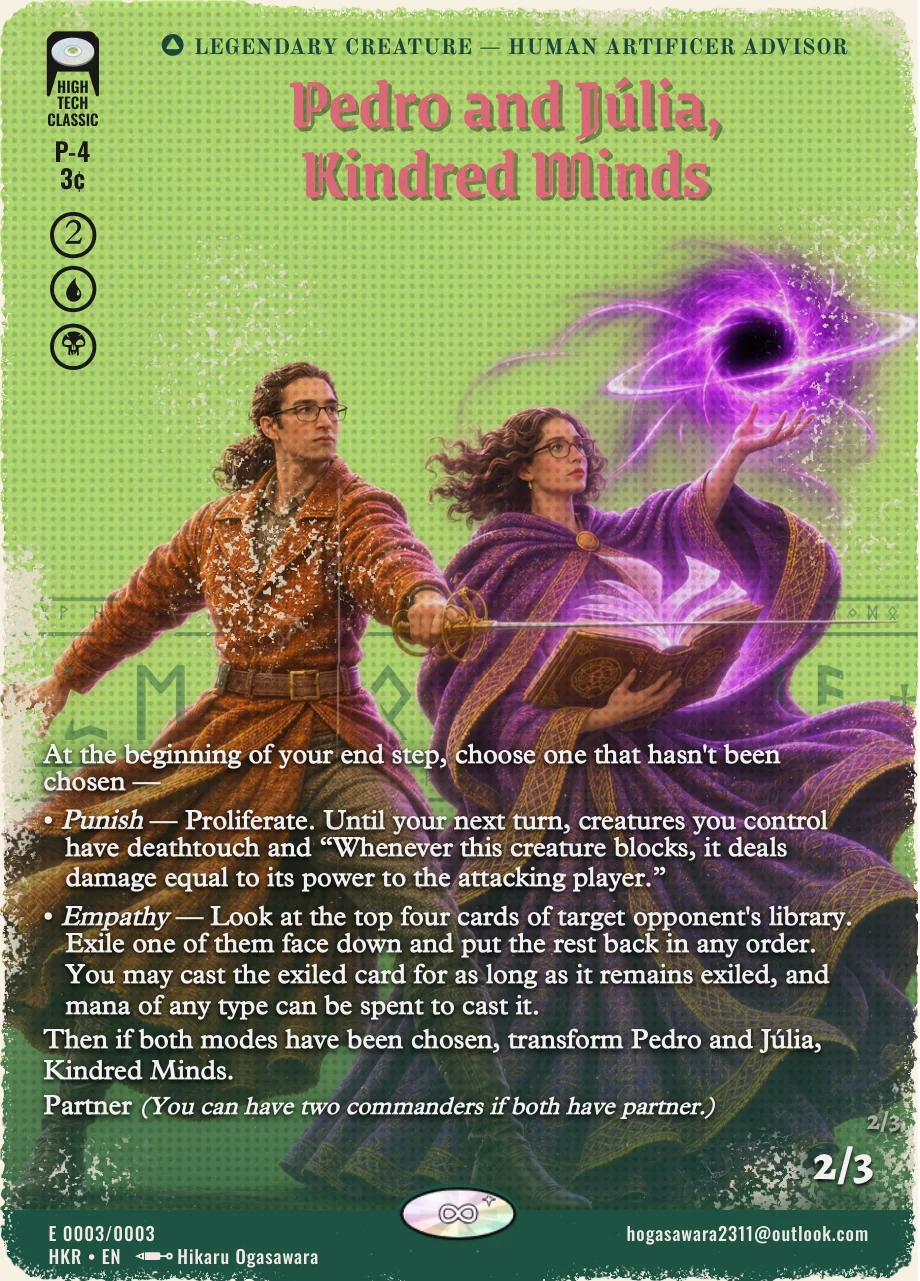 LEGENDARY CREATURE — HUMAN ARTIFICER ADVISOR
HIGH
TECH
CLASSIC
P-4
3¢
2
Pedro and Júlia,
Kindred Minds
At the beginning of your end step, choose one that hasn't been
chosen —
• Punish — Proliferate. Until your next turn, creatures you control
have deathtouch and “Whenever this creature blocks, it deals
damage equal to its power to the attacking player.”
• Empathy — Look at the top four cards of target opponent's library.
Exile one of them face down and put the rest back in any order.
You may cast the exiled card for as long as it remains exiled, and
mana of any type can be spent to cast it.
Then if both modes have been chosen, transform Pedro and Júlia,
Kindred Minds.
Partner (You can have two commanders if both have partner.)
2/3
2/3
E 0003/0003
HKR • EN Hikaru Ogasawara
hogasawara2311@outlook.com